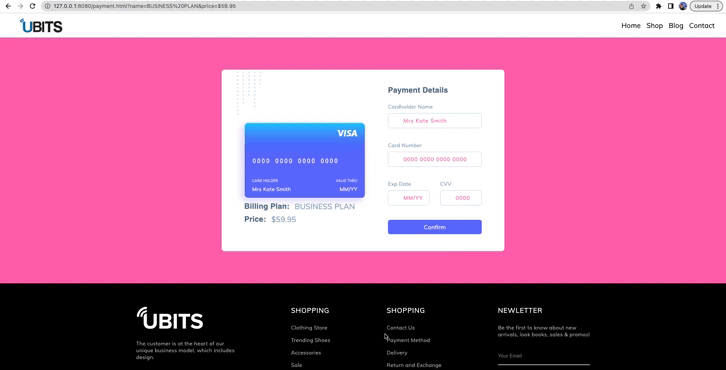 127.0.0.1:8080/payment.html?name=BUSINESS%20PLAN&price=$59.95
Update
UBITS
Home Shop Blog Contact
VISA
0000 0000 0000 0000
CARD HOLDER VALID THRU
Mrs Kate Smith MM/YY
Billing Plan: BUSINESS PLAN
Price: $59.95
Payment Details
Cardholder Name
Mrs Kate Smith
Card Number
0000 0000 0000 0000
Exp Date CVV
MM/YY 0000
Confirm
UBITS
The customer is at the heart of our
unique business model, which includes
design.
SHOPPING
Clothing Store
Trending Shoes
Accessories
Sale
SHOPPING
Contact Us
Payment Method
Delivery
Return and Exchange
NEWLETTER
Be the first to know about new
arrivals, look books, sales & promos!
Your Email